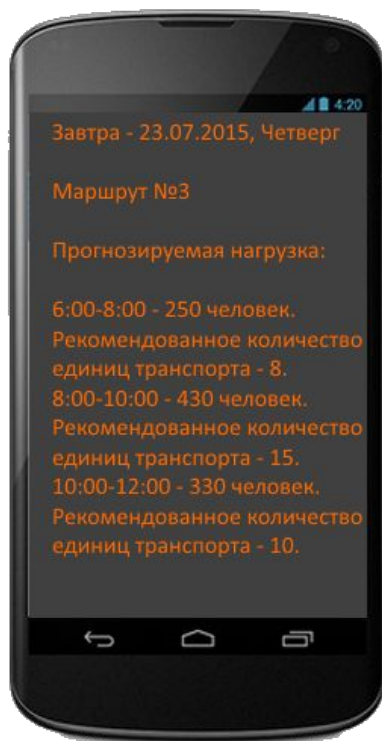 4:20
Завтра - 23.07.2015, Четверг
Маршрут №3
Прогнозируемая нагрузка:
6:00-8:00 - 250 человек.
Рекомендованное количество
единиц транспорта - 8.
8:00-10:00 - 430 человек.
Рекомендованное количество
единиц транспорта - 15.
10:00-12:00 - 330 человек.
Рекомендованное количество
единиц транспорта - 10.